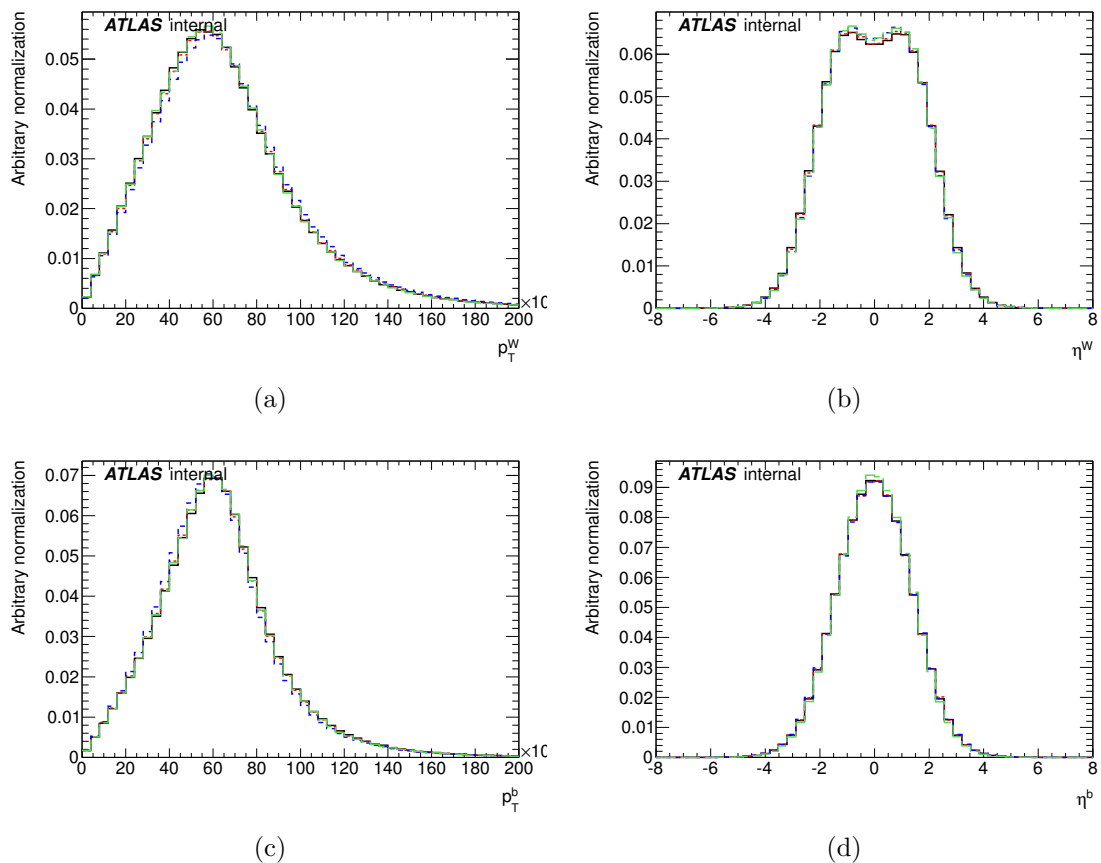 ATLAS internal
Arbitrary normalization
0.05
0.04
0.03
0.02
0.01
0
0 20 40 60 80 100 120 140 160 180 200
×10
p_T^W
(a)
ATLAS internal
Arbitrary normalization
0.06
0.05
0.04
0.03
0.02
0.01
0
-8 -6 -4 -2 0 2 4 6 8
η^W
(b)
ATLAS internal
Arbitrary normalization
0.07
0.06
0.05
0.04
0.03
0.02
0.01
0
0 20 40 60 80 100 120 140 160 180 200
×10
p_T^b
(c)
ATLAS internal
Arbitrary normalization
0.09
0.08
0.07
0.06
0.05
0.04
0.03
0.02
0.01
0
-8 -6 -4 -2 0 2 4 6 8
η^b
(d)